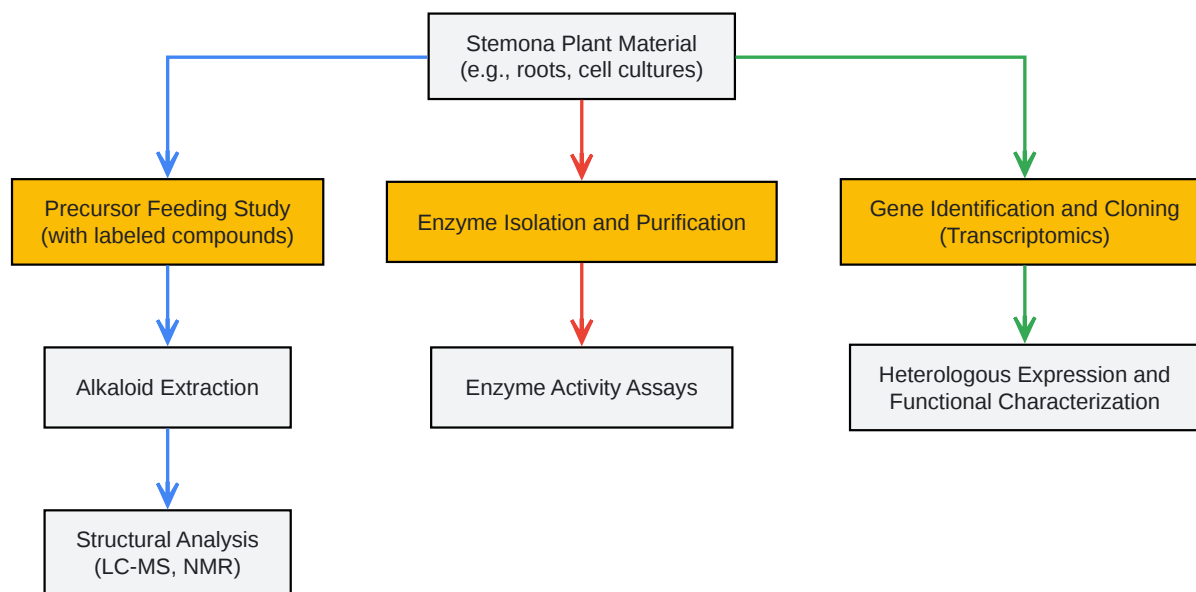 Stemona Plant Material
(e.g., roots, cell cultures)
Precursor Feeding Study
(with labeled compounds)
Enzyme Isolation and Purification
Gene Identification and Cloning
(Transcriptomics)
Alkaloid Extraction
Enzyme Activity Assays
Heterologous Expression and
Functional Characterization
Structural Analysis
(LC-MS, NMR)